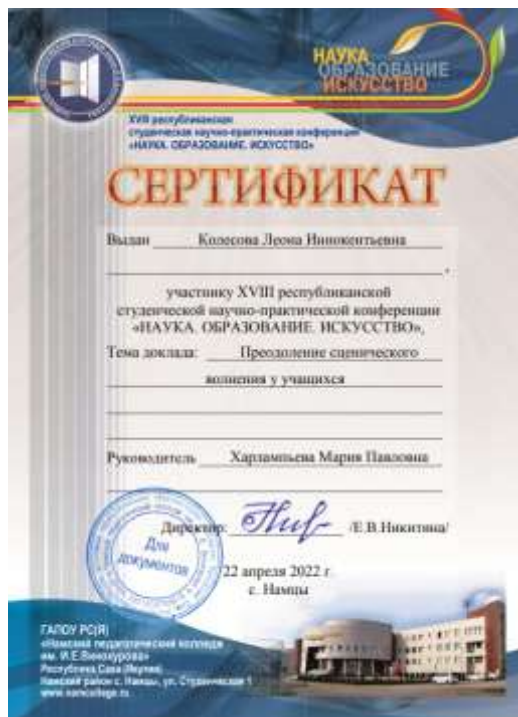 НАУКА
ОБРАЗОВАНИЕ
ИСКУССТВО
XVIII республиканская
студенческая научно-практическая конференция
«НАУКА. ОБРАЗОВАНИЕ. ИСКУССТВО»
СЕРТИФИКАТ
Выдан Колесова Леона Иннокентьевна
участнику XVIII республиканской
студенческой научно-практической конференции
«НАУКА. ОБРАЗОВАНИЕ. ИСКУССТВО»,
Тема доклада: Преодоление сценического
волнения у учащихся
Руководитель Харлампьева Мария Павловна
Директор: /Е.В.Никитина/
Для
документов
22 апреля 2022 г.
с. Намцы
ГАПОУ РС(Я)
«Намский педагогический колледж
им. И.Е.Винокурова»
Республика Саха (Якутия)
Намский район с. Намцы, ул. Студенческая 1
www.namcollege.ru